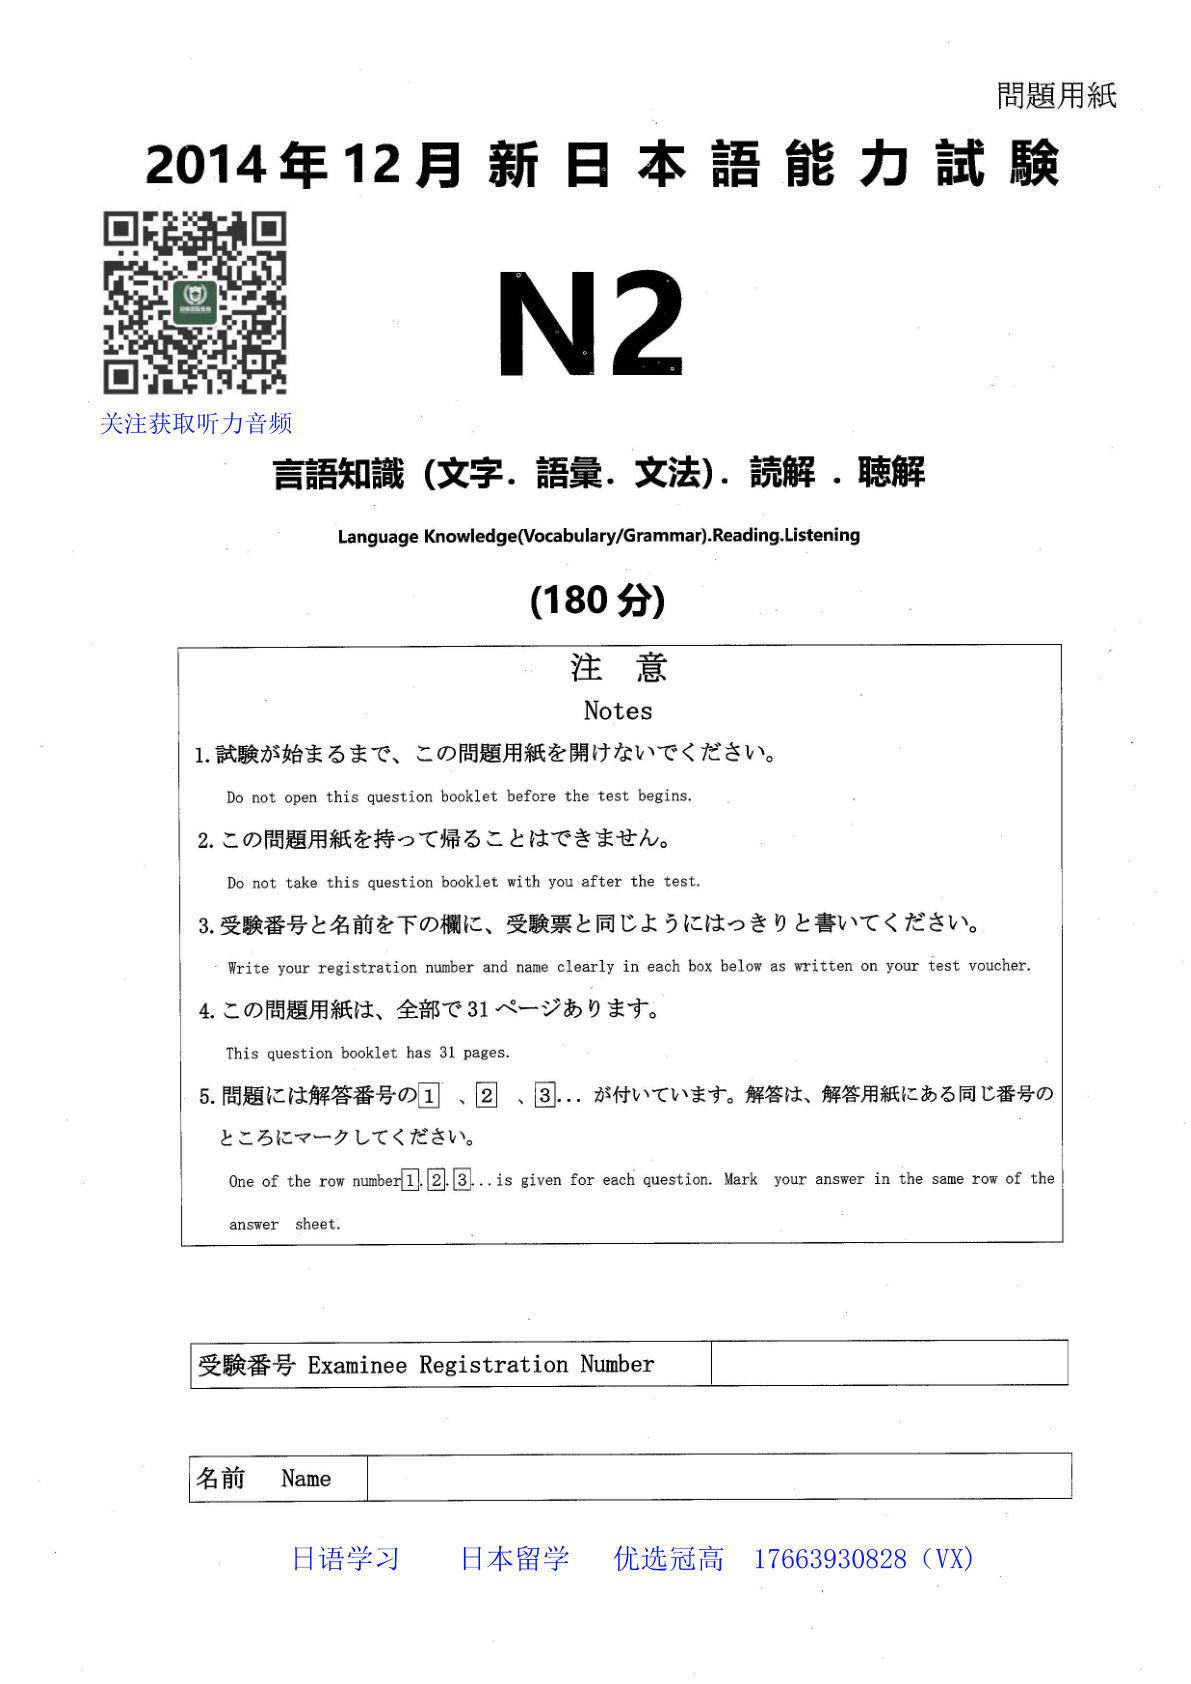 問題用紙
2014年12月 新 日 本 語 能 力 試 験
N2
关注获取听力音频
言語知識 (文字．語彙．文法)．読解 ．聴解
Language Knowledge(Vocabulary/Grammar).Reading.Listening
(180 分)
注 意
Notes
1. 試験が始まるまで、この問題用紙を開けないでください。
Do not open this question booklet before the test begins.
2. この問題用紙を持って帰ることはできません。
Do not take this question booklet with you after the test.
3. 受験番号と名前を下の欄に、受験票と同じようにはっきりと書いてください。
Write your registration number and name clearly in each box below as written on your test voucher.
4. この問題用紙は、全部で 31 ページあります。
This question booklet has 31 pages.
5. 問題には解答番号の1 、2 、3... が付いています。解答は、解答用紙にある同じ番号の
ところにマークしてください。
One of the row number1.2.3...is given for each question. Mark your answer in the same row of the
answer sheet.
受験番号 Examinee Registration Number
名前 Name
日语学习 日本留学 优选冠高 17663930828（VX)